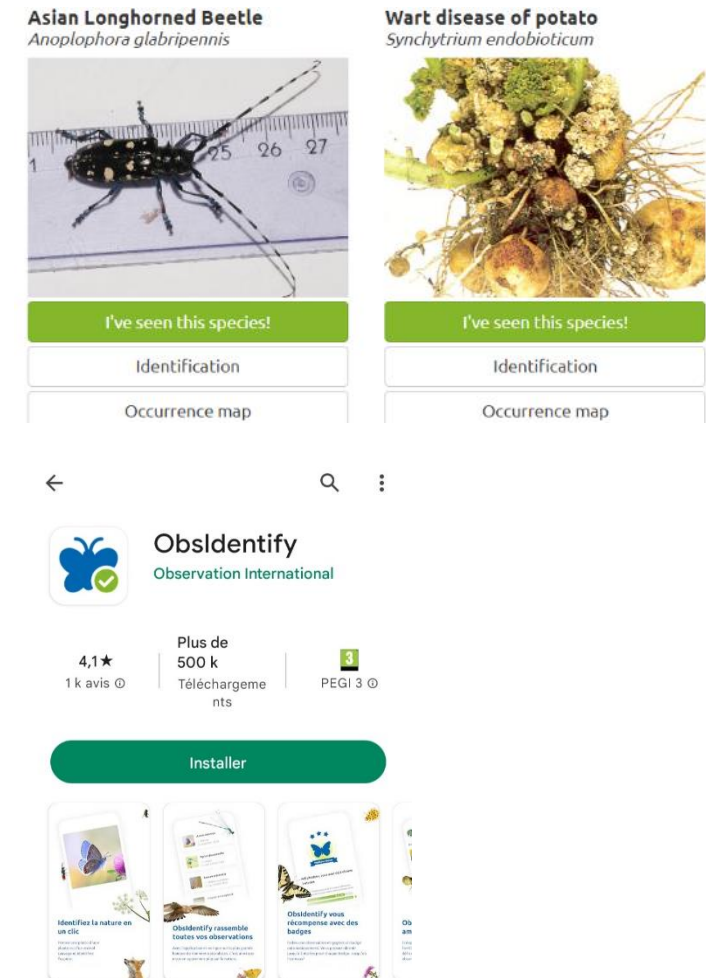 Asian Longhorned Beetle
Anoplophora glabripennis
25 26 27
I've seen this species!
Identification
Occurrence map
Wart disease of potato
Synchytrium endobioticum
I've seen this species!
Identification
Occurrence map
ObsIdentify
Observation International
4,1★
1 k avis
Plus de
500 k
Téléchargeme
nts
3
PEGI 3
Installer
Identifiez la nature en
un clic
ObsIdentify rassemble
toutes vos observations
ObsIdentify vous
récompense avec des
badges